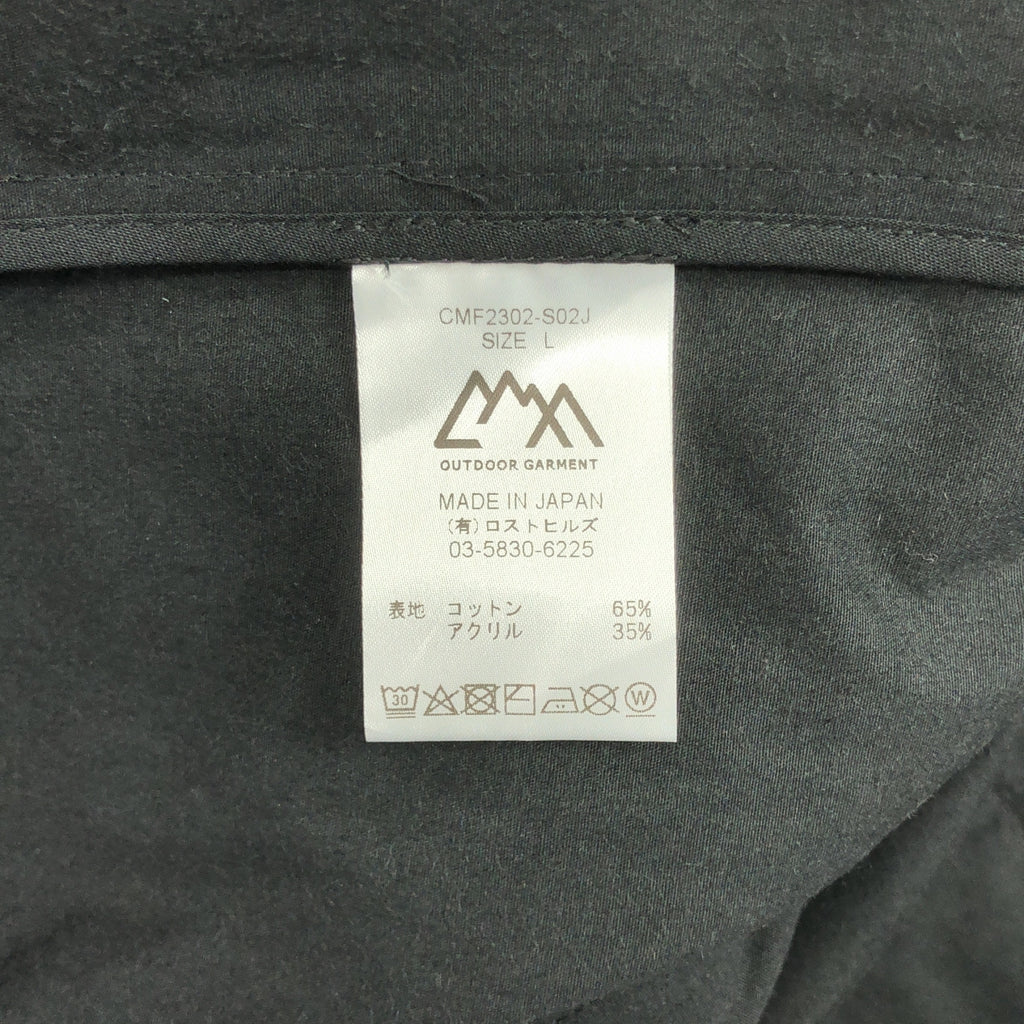 CMF2302-S02J
SIZE L
OUTDOOR GARMENT
MADE IN JAPAN
(有)ロストヒルズ
03-5830-6225
表地 コットン 65%
アクリル 35%
30 W